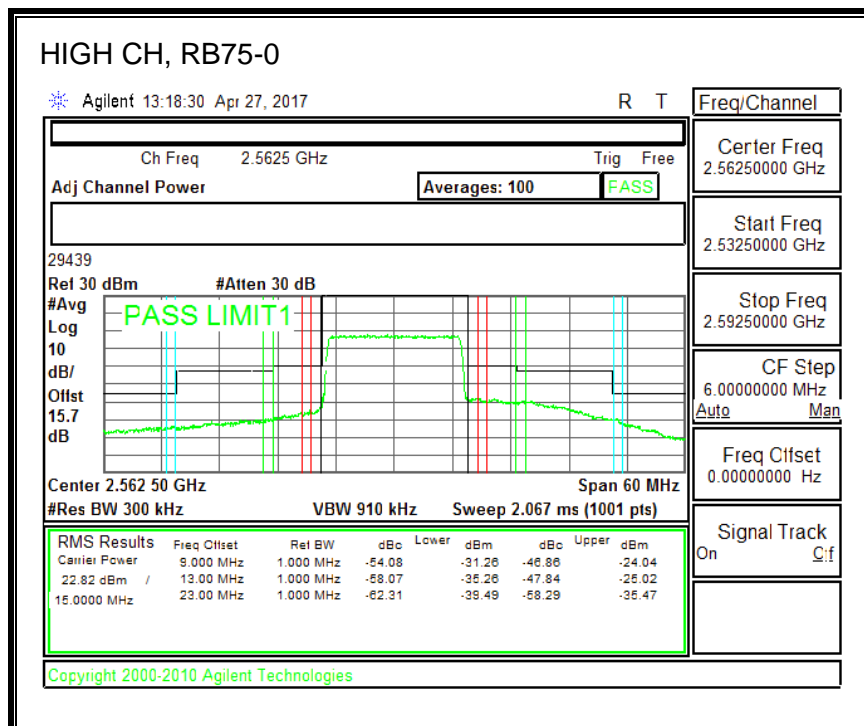 HIGH CH, RB75-0
Agilent 13:18:30 Apr 27, 2017 R T
Freq/Channel
Ch Freq 2.5625 GHz Trig Free
Adj Channel Power Averages: 100 PASS
Center Freq
2.56250000 GHz
Start Freq
2.53250000 GHz
29439
Ref 30 dBm #Atten 30 dB
#Avg
Log
10
dB/
Offst
15.7
dB
PASS LIMIT1
Stop Freq
2.59250000 GHz
CF Step
6.00000000 MHz
Auto Man
Freq Offset
0.00000000 Hz
Center 2.562 50 GHz Span 60 MHz
#Res BW 300 kHz VBW 910 kHz Sweep 2.067 ms (1001 pts)
Signal Track
On Off
RMS Results Freq Offset Ref BW dBc Lower dBm dBc Upper dBm
Carrier Power 9.000 MHz 1.000 MHz -54.08 -31.26 -46.86 -24.04
22.82 dBm / 13.00 MHz 1.000 MHz -58.07 -35.26 -47.84 -25.02
15.0000 MHz 23.00 MHz 1.000 MHz -62.31 -39.49 -58.29 -35.47
Copyright 2000-2010 Agilent Technologies